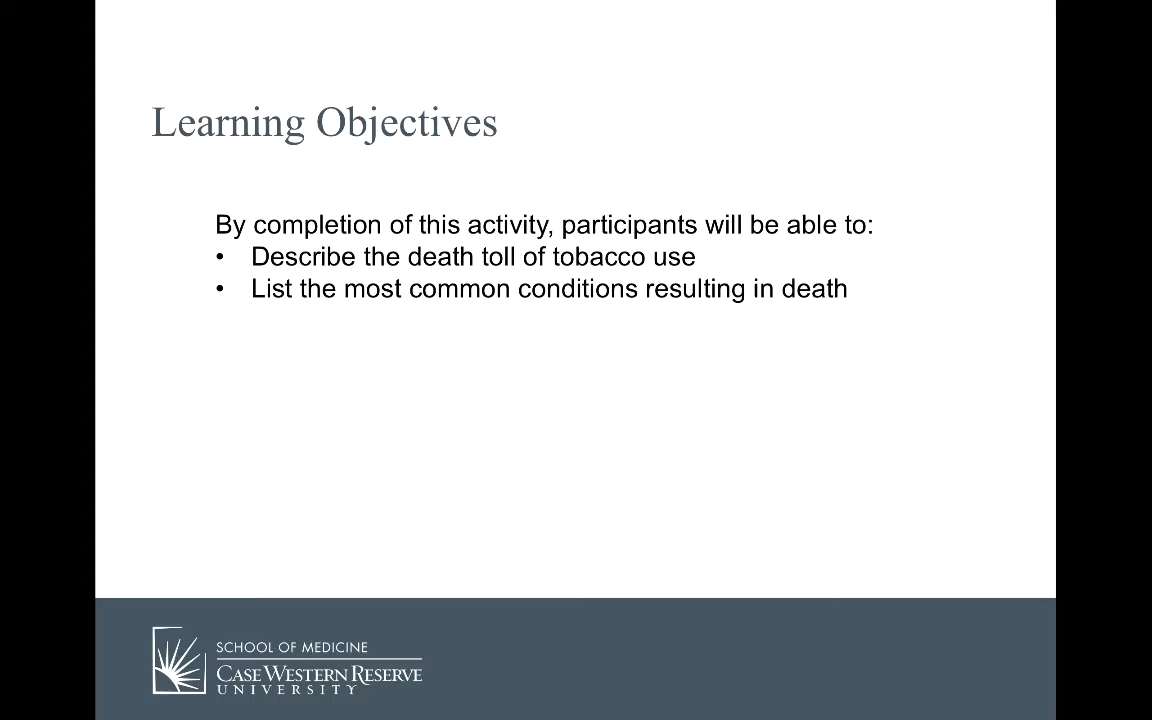 Learning Objectives
By completion of this activity, participants will be able to:
• Describe the death toll of tobacco use
• List the most common conditions resulting in death
SCHOOL OF MEDICINE
CASE WESTERN RESERVE
UNIVERSITY